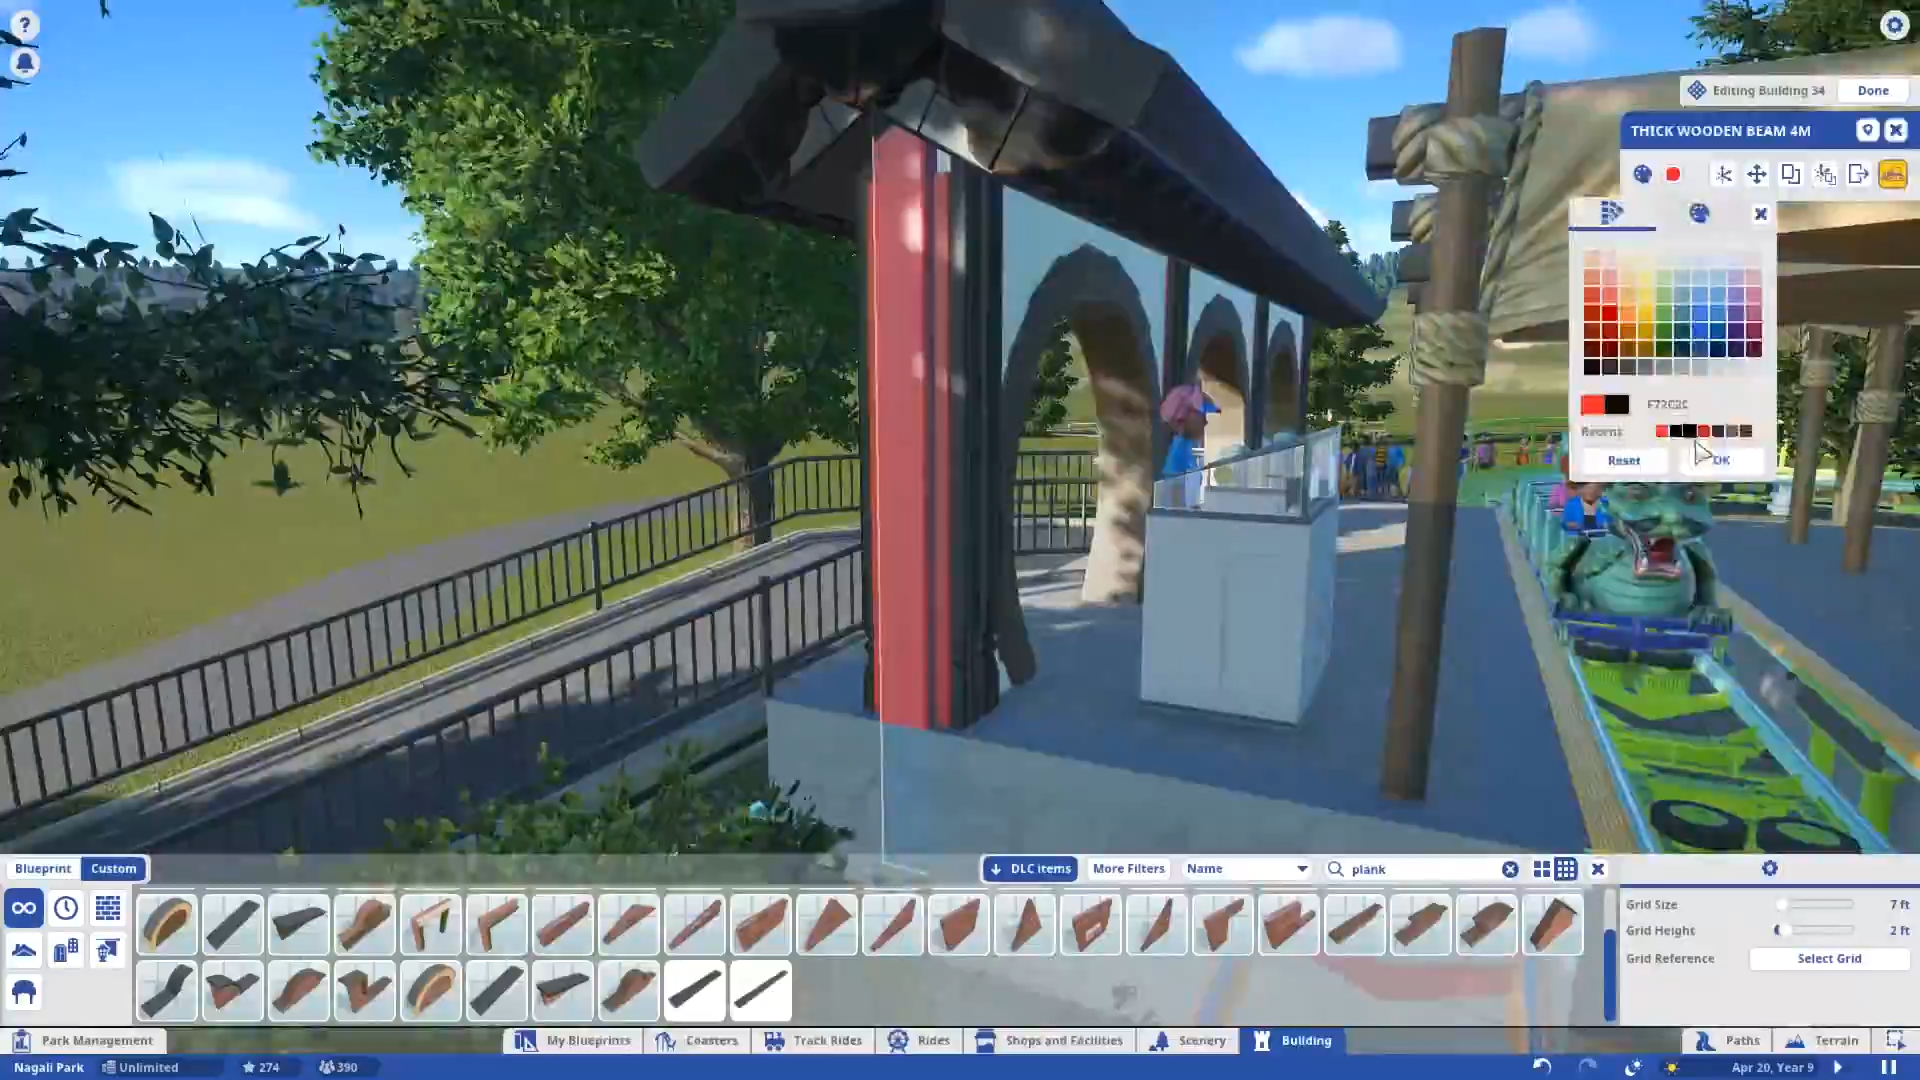 Editing Building 34
Done
THICK WOODEN BEAM 4M
Reset
OK
Blueprint
Custom
DLC items
More Filters
Name
plank
Grid Size
7 ft
Grid Height
2 ft
Grid Reference
Select Grid
Park Management
My Blueprints
Coasters
Track Rides
Rides
Shops and Facilities
Scenery
Building
Paths
Terrain
Nagali Park
Unlimited
274
390
Apr 20, Year 9